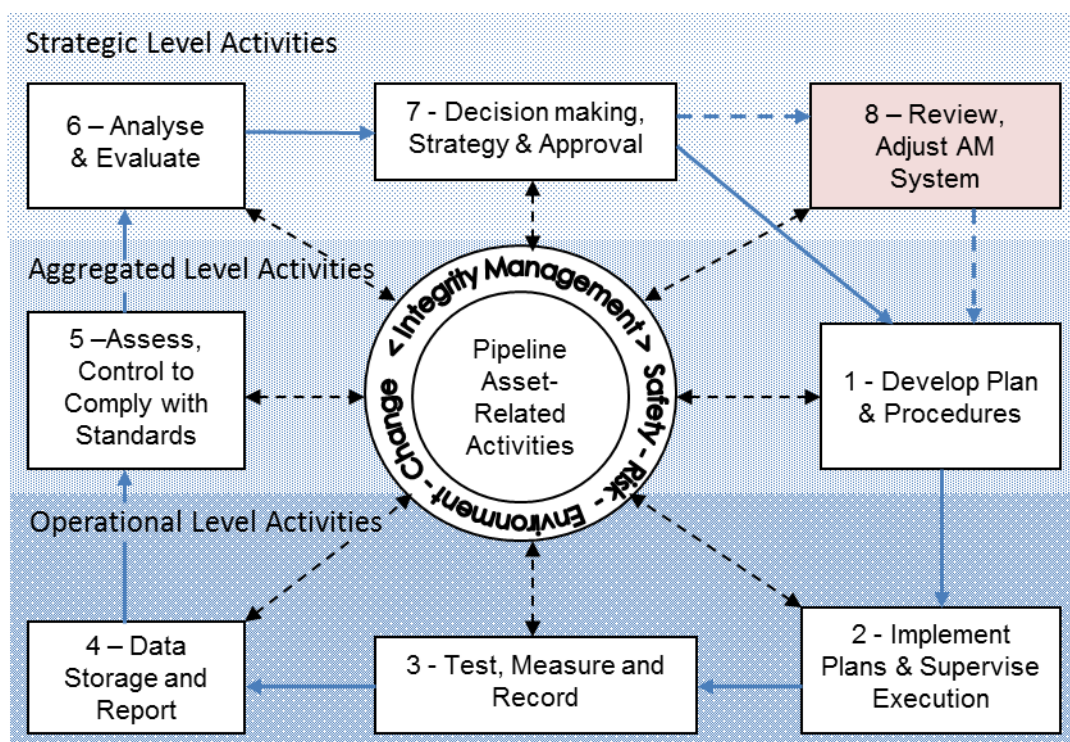 Strategic Level Activities
6 – Analyse
& Evaluate
7 - Decision making,
Strategy & Approval
8 – Review,
Adjust AM
System
Aggregated Level Activities
5 –Assess,
Control to
Comply with
Standards
< Integrity Management > Safety - Risk - Environment - Change
Pipeline
Asset-
Related
Activities
1 - Develop Plan
& Procedures
Operational Level Activities
4 – Data
Storage and
Report
3 - Test, Measure and
Record
2 - Implement
Plans & Supervise
Execution